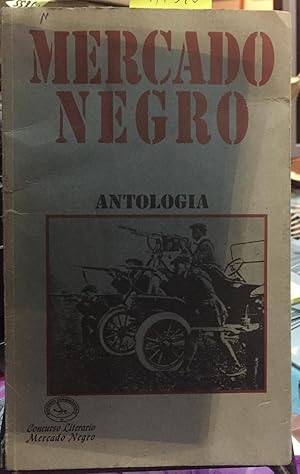 N
MERCADO
NEGRO
ANTOLOGIA
Concurso Literario
Mercado Negro